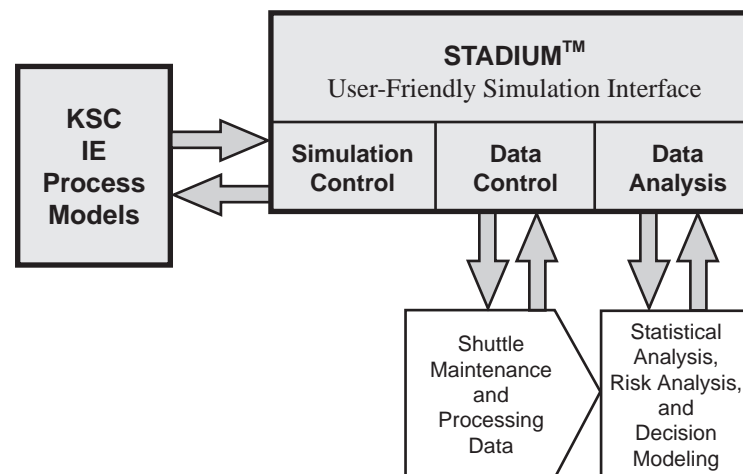 STADIUM™
User-Friendly Simulation Interface
KSC
IE
Process
Models
Simulation
Control
Data
Control
Data
Analysis
Shuttle
Maintenance
and
Processing
Data
Statistical
Analysis,
Risk Analysis,
and
Decision
Modeling